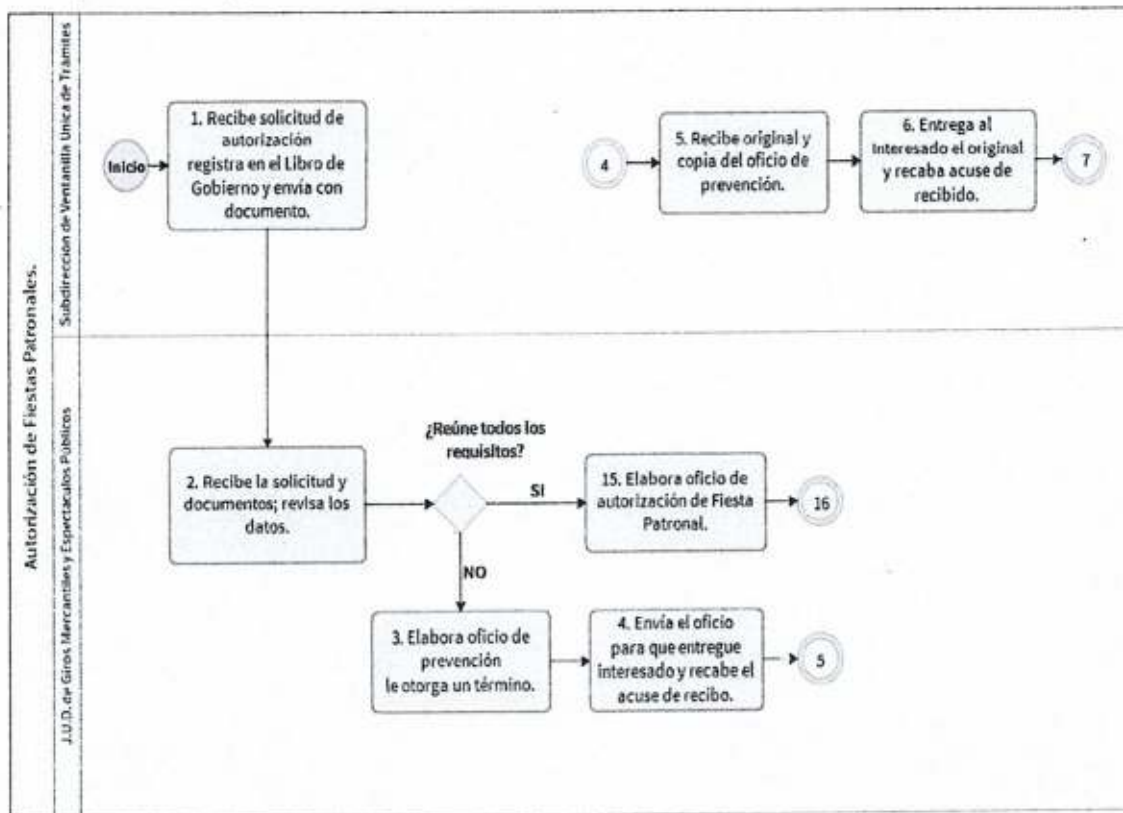 Autorización de Fiestas Patronales.
Subdirección de Ventanilla Unica de Trámites
Inicio
1. Recibe solicitud de
autorización
registra en el Libro de
Gobierno y envía con
documento.
4
5. Recibe original y
copia del oficio de
prevención.
6. Entrega al
interesado el original
y recaba acuse de
recibido.
7
J.U.D. de Giros Mercantiles y Espectáculos Públicos
2. Recibe la solicitud y
documentos; revisa los
datos.
¿Reúne todos los
requisitos?
SI
15. Elabora oficio de
autorización de Fiesta
Patronal.
16
NO
3. Elabora oficio de
prevención
le otorga un término.
4. Envía el oficio
para que entregue
interesado y recabe el
acuse de recibo.
5